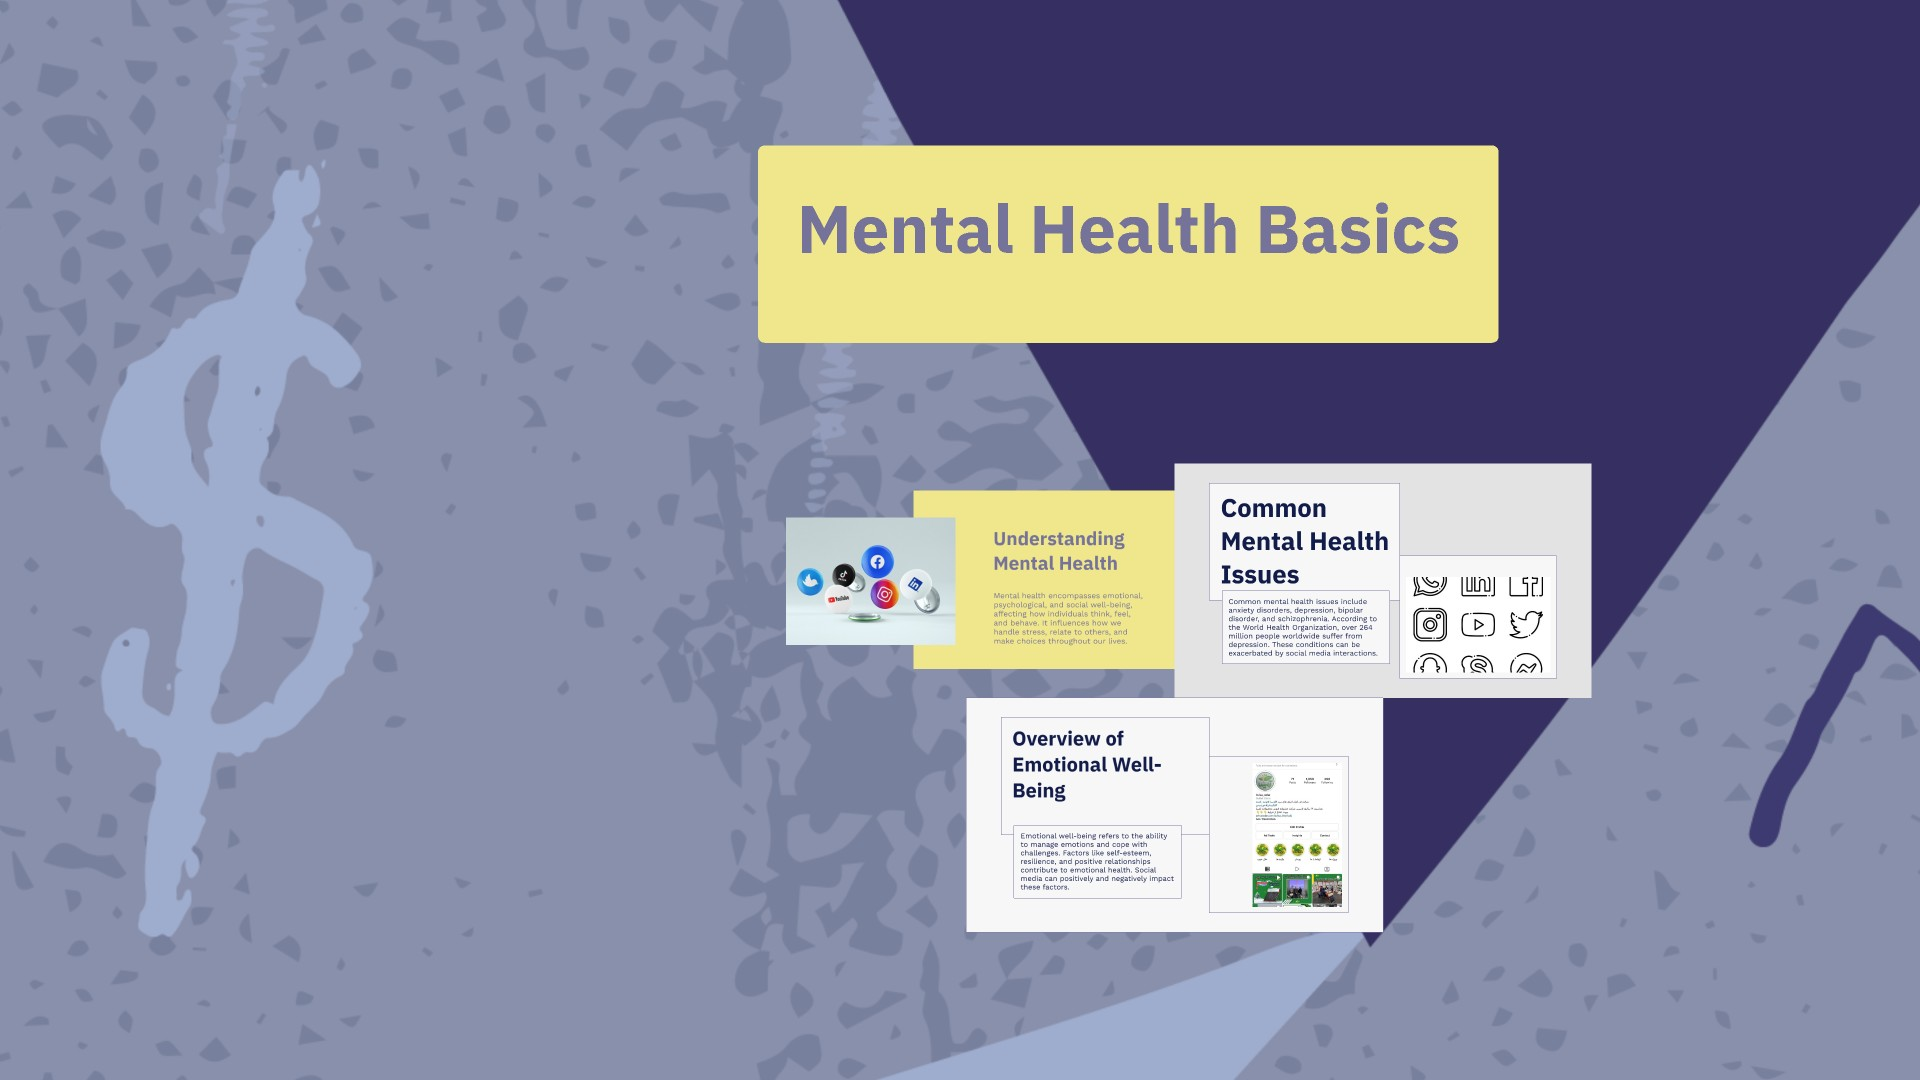 Mental Health Basics
Understanding
Mental Health
Mental health encompasses emotional,
psychological, and social well-being,
affecting how individuals think, feel,
and behave. It influences how we
handle stress, relate to others, and
make choices throughout our lives.
YouTube
Common
Mental Health
Issues
Common mental health issues include
anxiety disorders, depression, bipolar
disorder, and schizophrenia. According to
the World Health Organization, over 264
million people worldwide suffer from
depression. These conditions can be
exacerbated by social media interactions.
Overview of
Emotional Well-
Being
Emotional well-being refers to the ability
to manage emotions and cope with
challenges. Factors like self-esteem,
resilience, and positive relationships
contribute to emotional health. Social
media can positively and negatively impact
these factors.